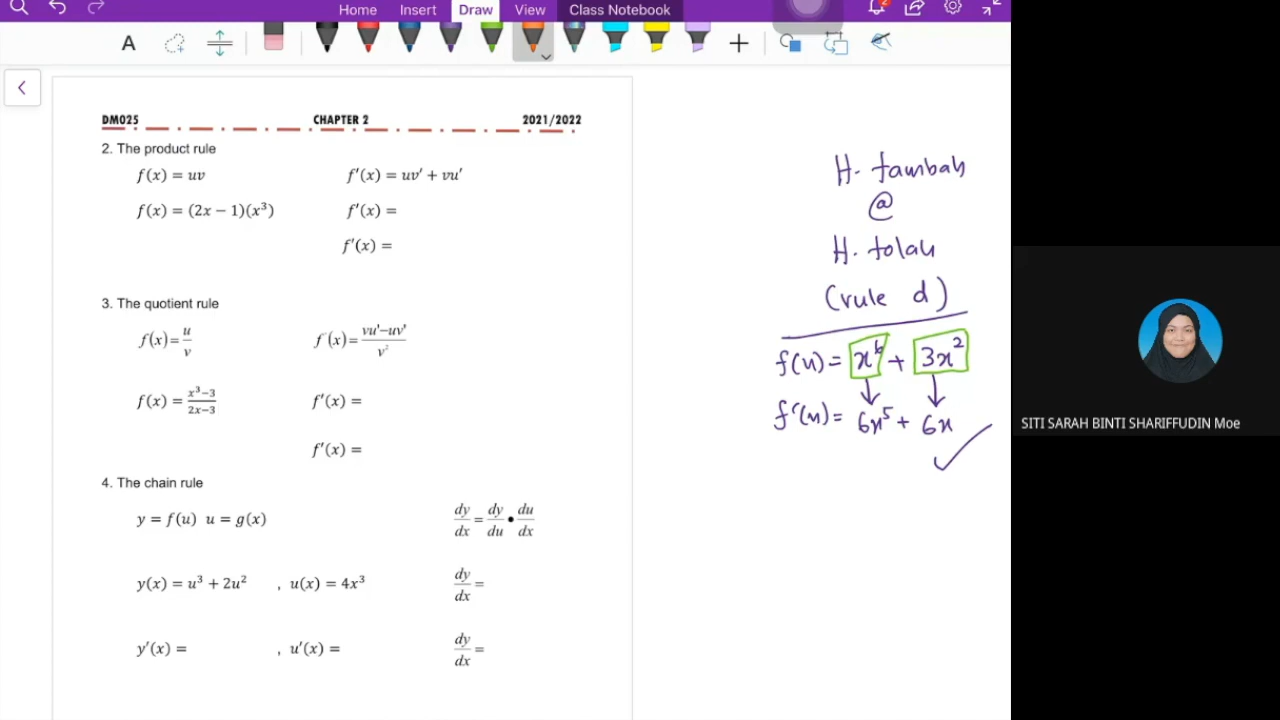 Home Insert Draw View Class Notebook
2
A
DM025 CHAPTER 2 2021/2022
2. The product rule
f(x) = uv f′(x) = uv′ + vu′
f(x) = (2x − 1)(x³) f′(x) =
f′(x) =
3. The quotient rule
f(x)=u/v f′(x)=vu'−uv'/v²
f(x) = x³−3/2x−3 f′(x) =
f′(x) =
4. The chain rule
y = f(u) u = g(x) dy/dx = dy/du • du/dx
y(x) = u³ + 2u² , u(x) = 4x³ dy/dx =
y′(x) = , u′(x) = dy/dx =
H. tambah
@
H. tolak
(rule d)
f(x) = x⁶ + 3x²
f′(x) = 6x⁵ + 6x
SITI SARAH BINTI SHARIFFUDIN Moe